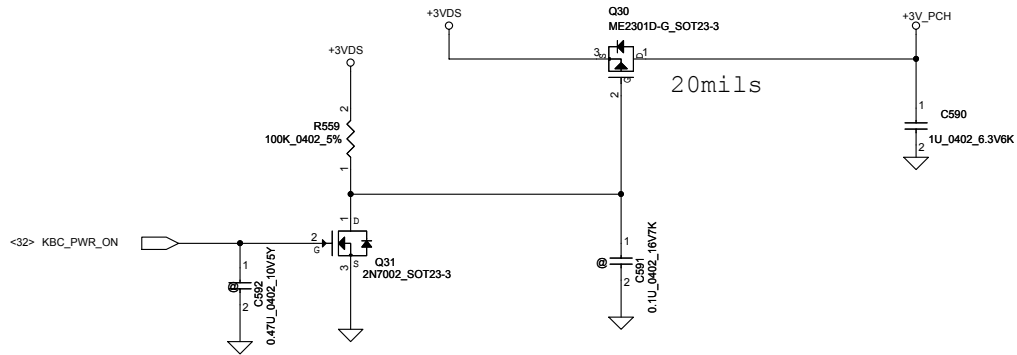 Q30
ME2301D-G_SOT23-3
+3VDS
+3V_PCH
3
S
D
1
G
2
20mils
+3VDS
2
R559
100K_0402_5%
1
1
C590
1U_0402_6.3V6K
2
<32> KBC_PWR_ON
2
G
1
D
3
S
Q31
2N7002_SOT23-3
1
@
2
C592
0.47U_0402_10V5Y
1
@
2
C591
0.1U_0402_16V7K